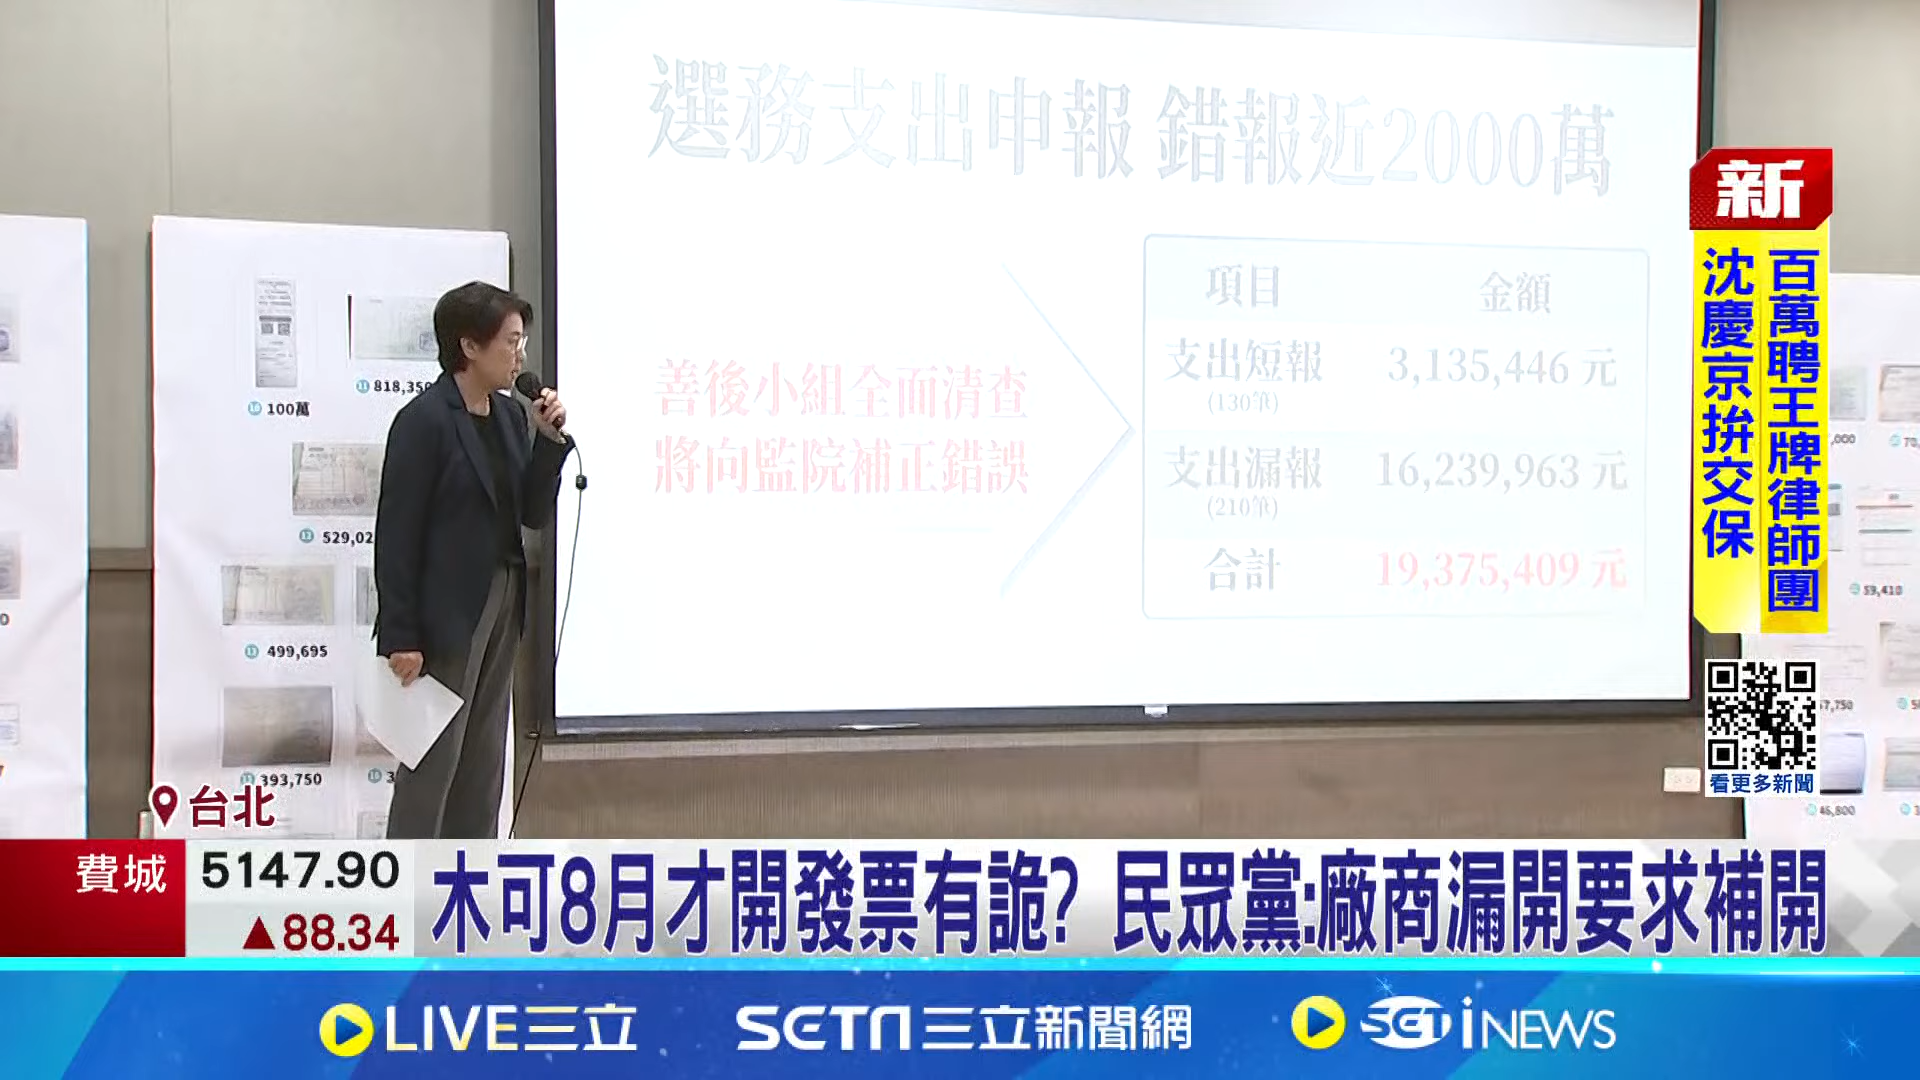 選務支出申報 錯報近2000萬
善後小組全面清查
將向監院補正錯誤
項目 金額
支出短報 3,135,446 元
(130筆)
支出漏報 16,239,963 元
(210筆)
合計 19,375,409 元
100萬
818,350
529,02
499,695
393,750
59,410
46,800
新
百萬聘王牌律師團
沈慶京拚交保
看更多新聞
台北
費城
5147.90
▲88.34
木可8月才開發票有詭? 民眾黨:廠商漏開要求補開
LIVE三立
SETN三立新聞網
SET iNEWS